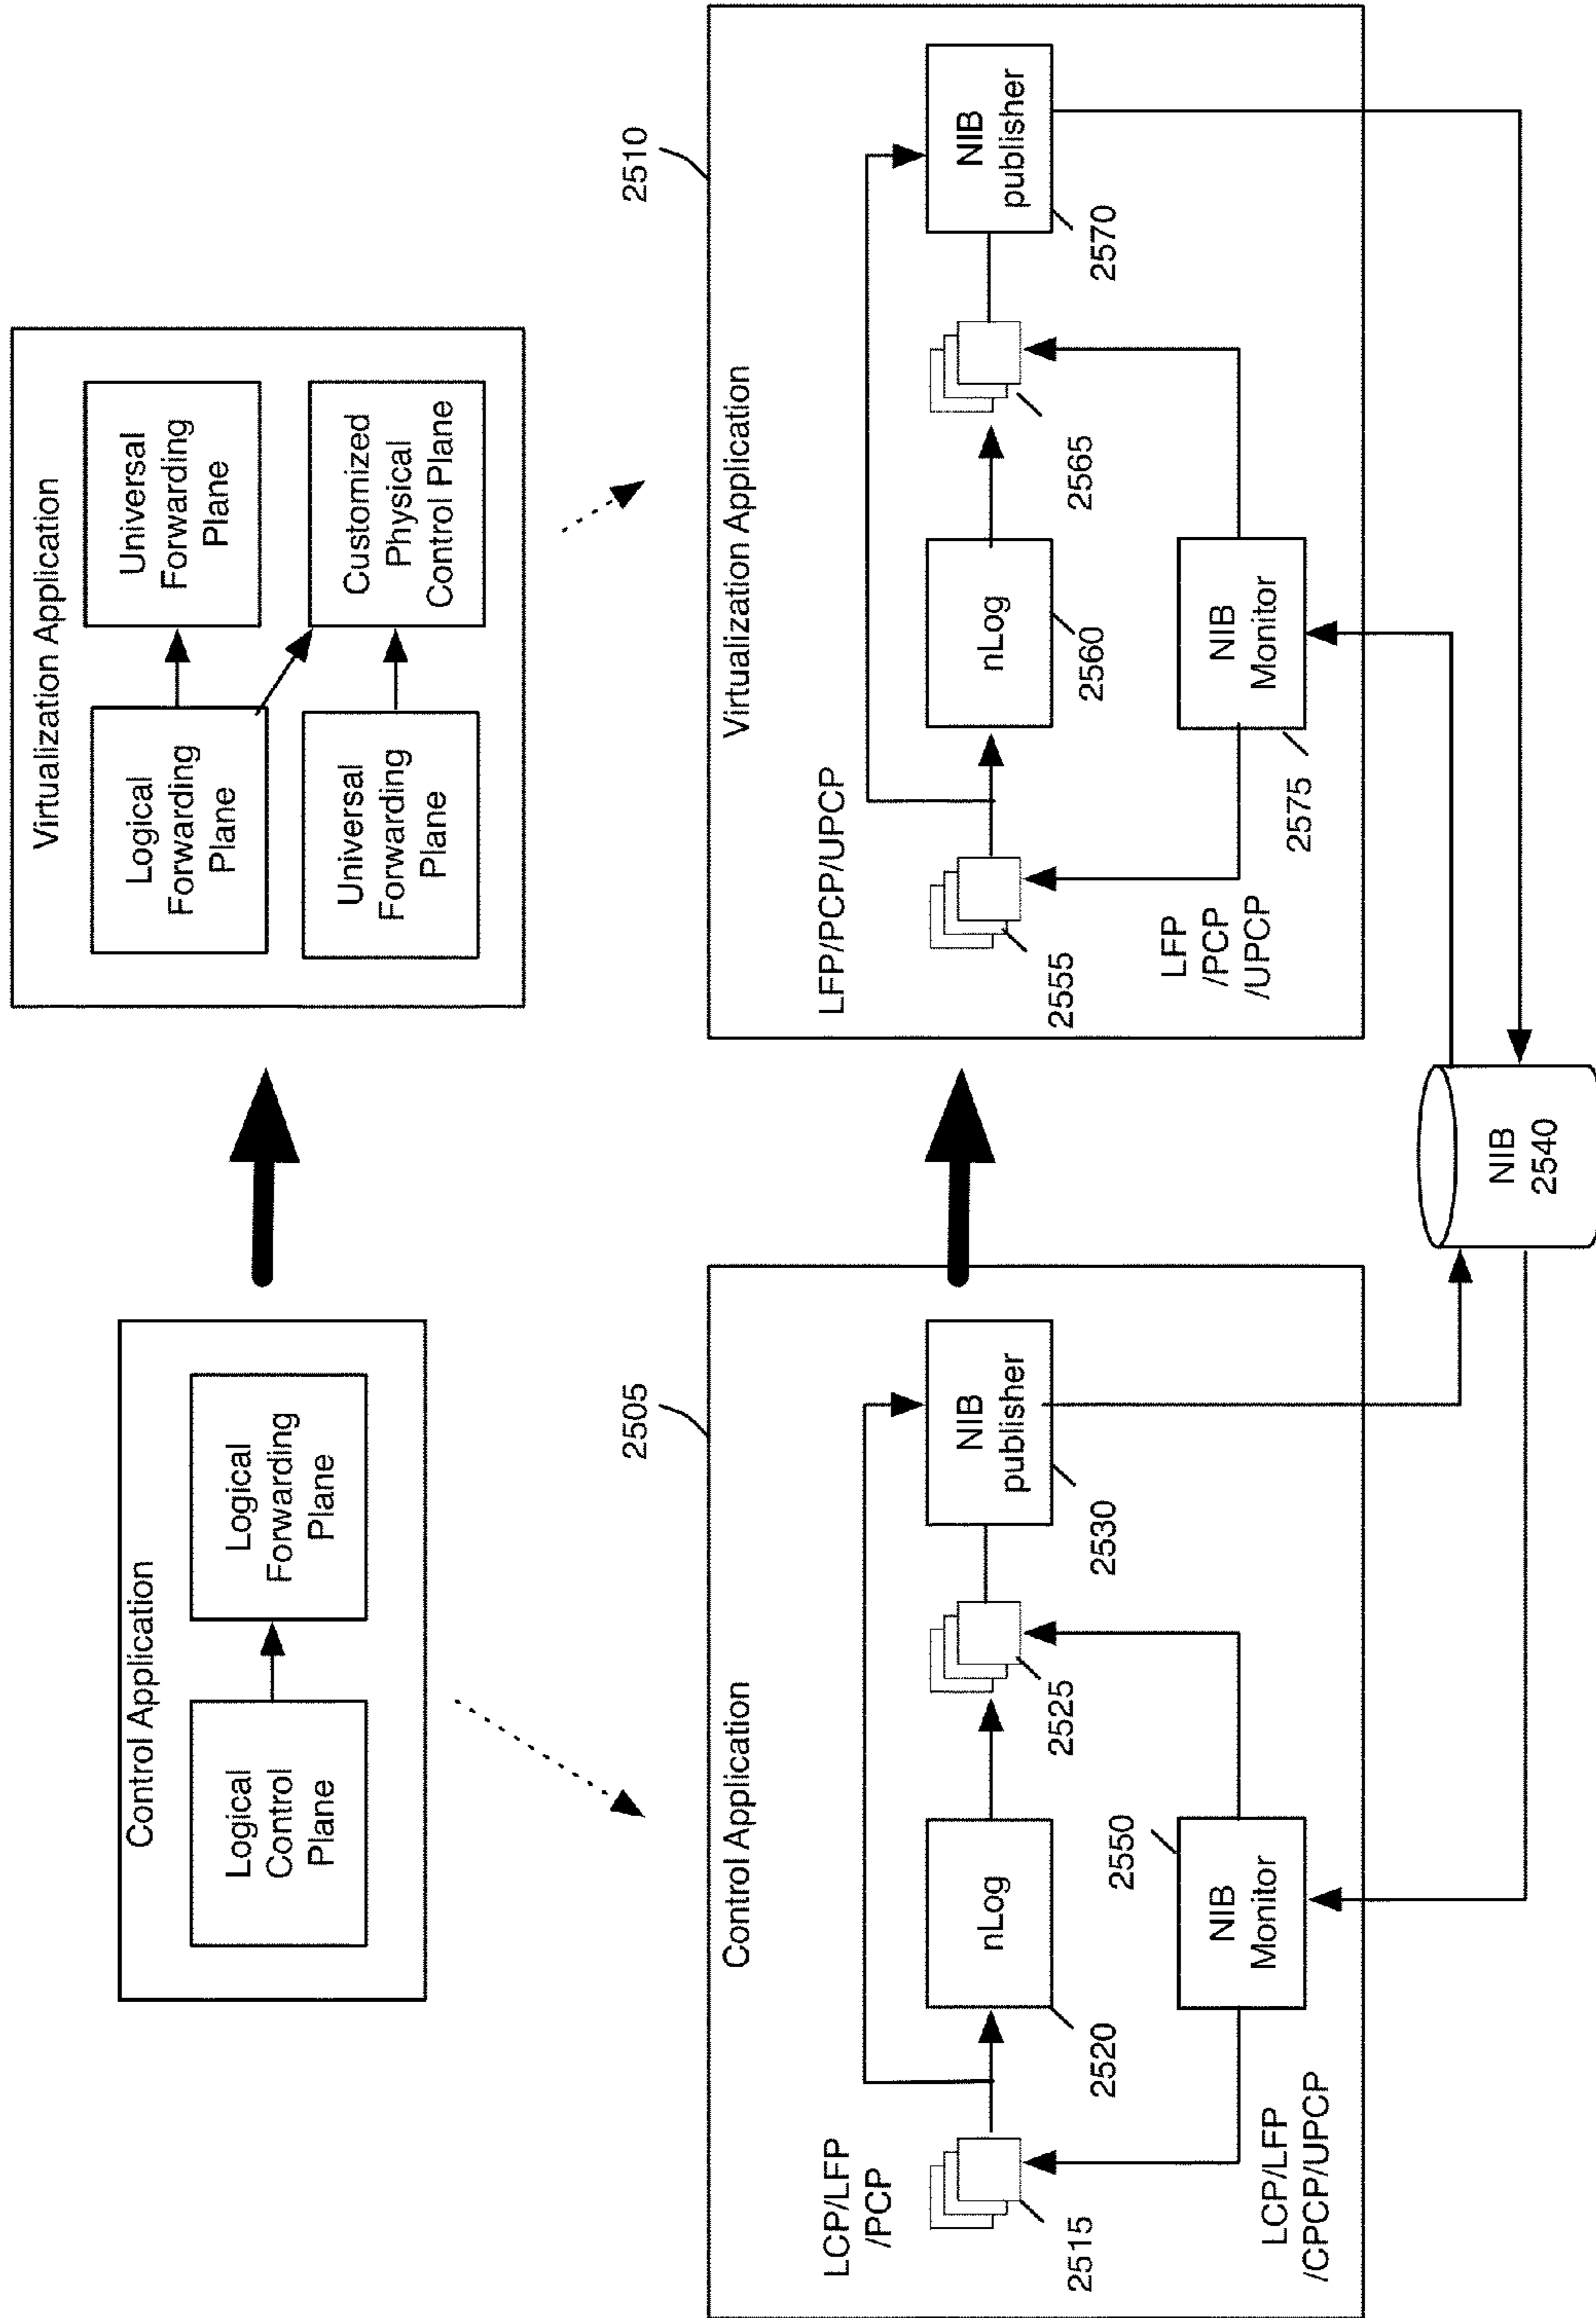 Control Application
Logical
Control
Plane
Logical
Forwarding
Plane
Virtualization Application
Logical
Forwarding
Plane
Universal
Forwarding
Plane
Universal
Forwarding
Plane
Customized
Physical
Control Plane
2505
Control Application
LCP/LFP
/PCP
2515
nLog
2520
2525
NIB
publisher
2530
NIB
Monitor
2550
LCP/LFP
/CPCP/UPCP
2510
Virtualization Application
LFP/PCP/UPCP
2555
nLog
2560
2565
NIB
publisher
2570
NIB
Monitor
2575
LFP
/PCP
/UPCP
NIB
2540